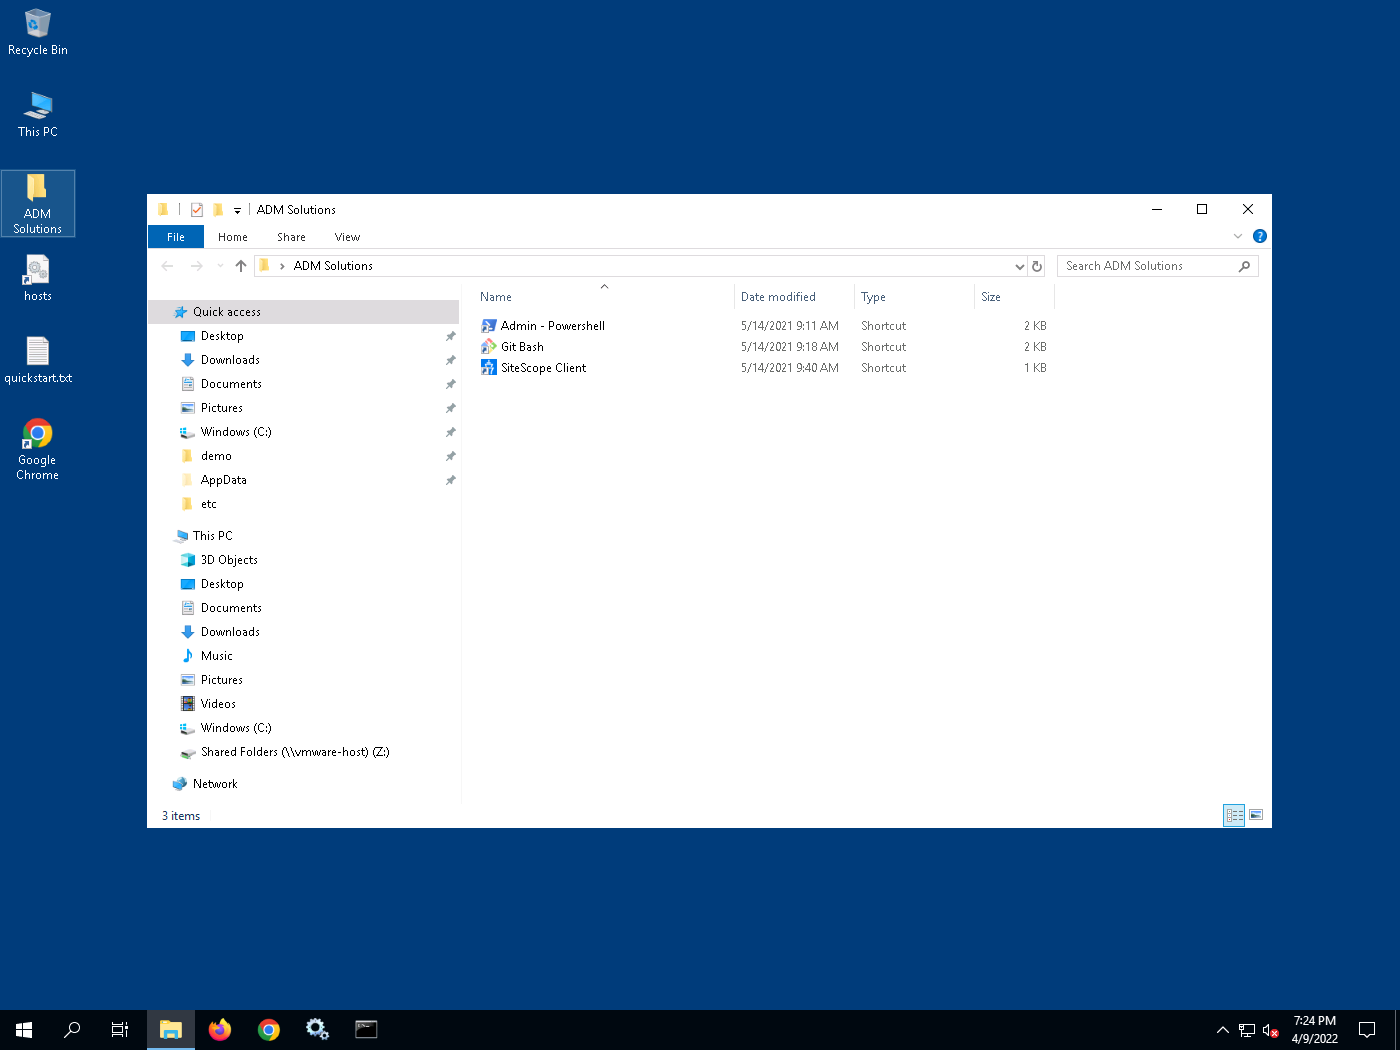 Recycle Bin
This PC
ADM
Solutions
hosts
quickstart.txt
Google
Chrome
ADM Solutions
File Home Share View
ADM Solutions
Search ADM Solutions
Name Date modified Type Size
Admin - Powershell 5/14/2021 9:11 AM Shortcut 2 KB
Git Bash 5/14/2021 9:18 AM Shortcut 2 KB
SiteScope Client 5/14/2021 9:40 AM Shortcut 1 KB
Quick access
Desktop
Downloads
Documents
Pictures
Windows (C:)
demo
AppData
etc
This PC
3D Objects
Desktop
Documents
Downloads
Music
Pictures
Videos
Windows (C:)
Shared Folders (\\vmware-host) (Z:)
Network
3 items
7:24 PM
4/9/2022